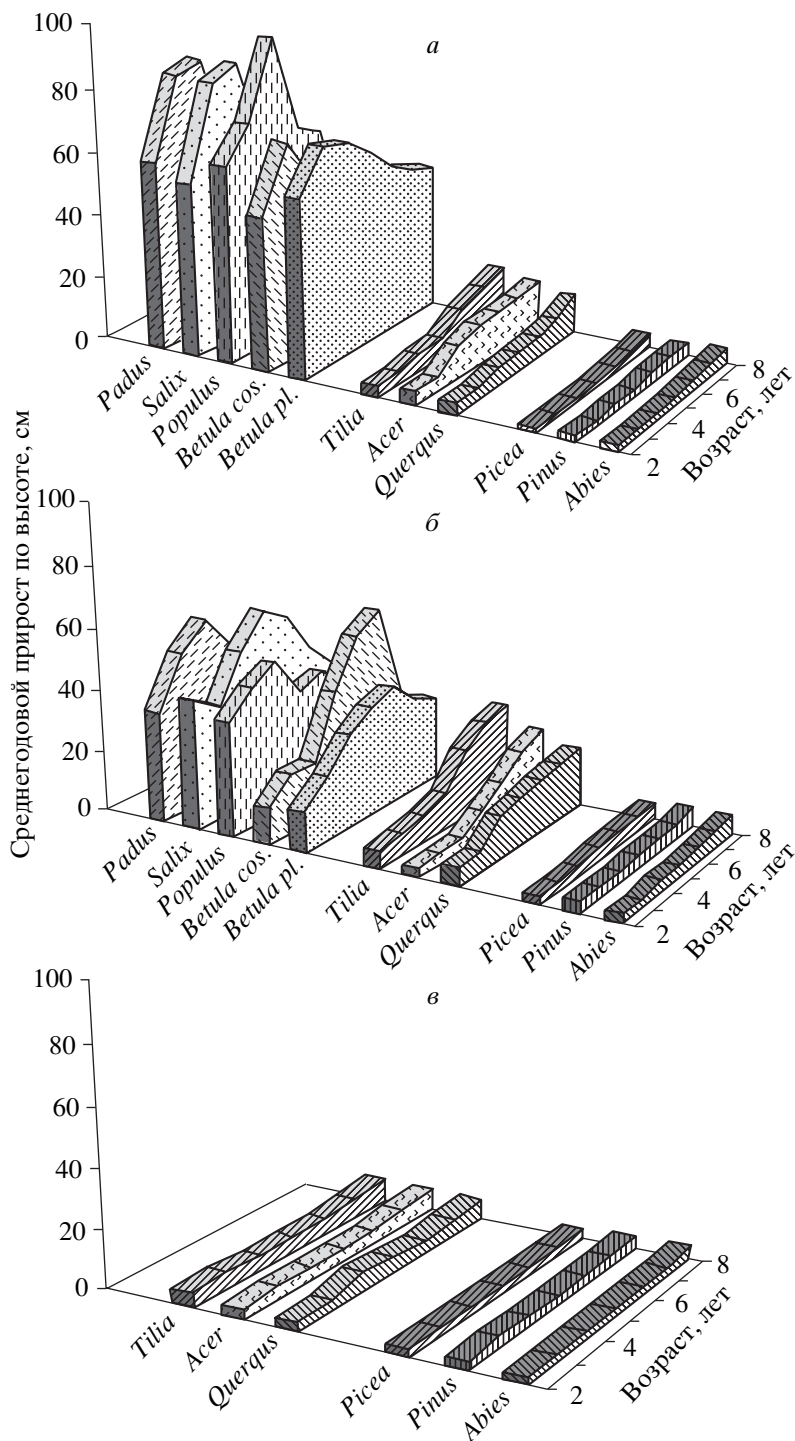 Среднегодовой прирост по высоте, см
а
100
80
60
40
20
0
Padus
Salix
Populus
Betula cos.
Betula pl.
Tilia
Acer
Querqus
Picea
Pinus
Abies
2
4
6
8
Возраст, лет
б
100
80
60
40
20
0
Padus
Salix
Populus
Betula cos.
Betula pl.
Tilia
Acer
Querqus
Picea
Pinus
Abies
2
4
6
8
Возраст, лет
в
100
80
60
40
20
0
Tilia
Acer
Querqus
Picea
Pinus
Abies
2
4
6
8
Возраст, лет